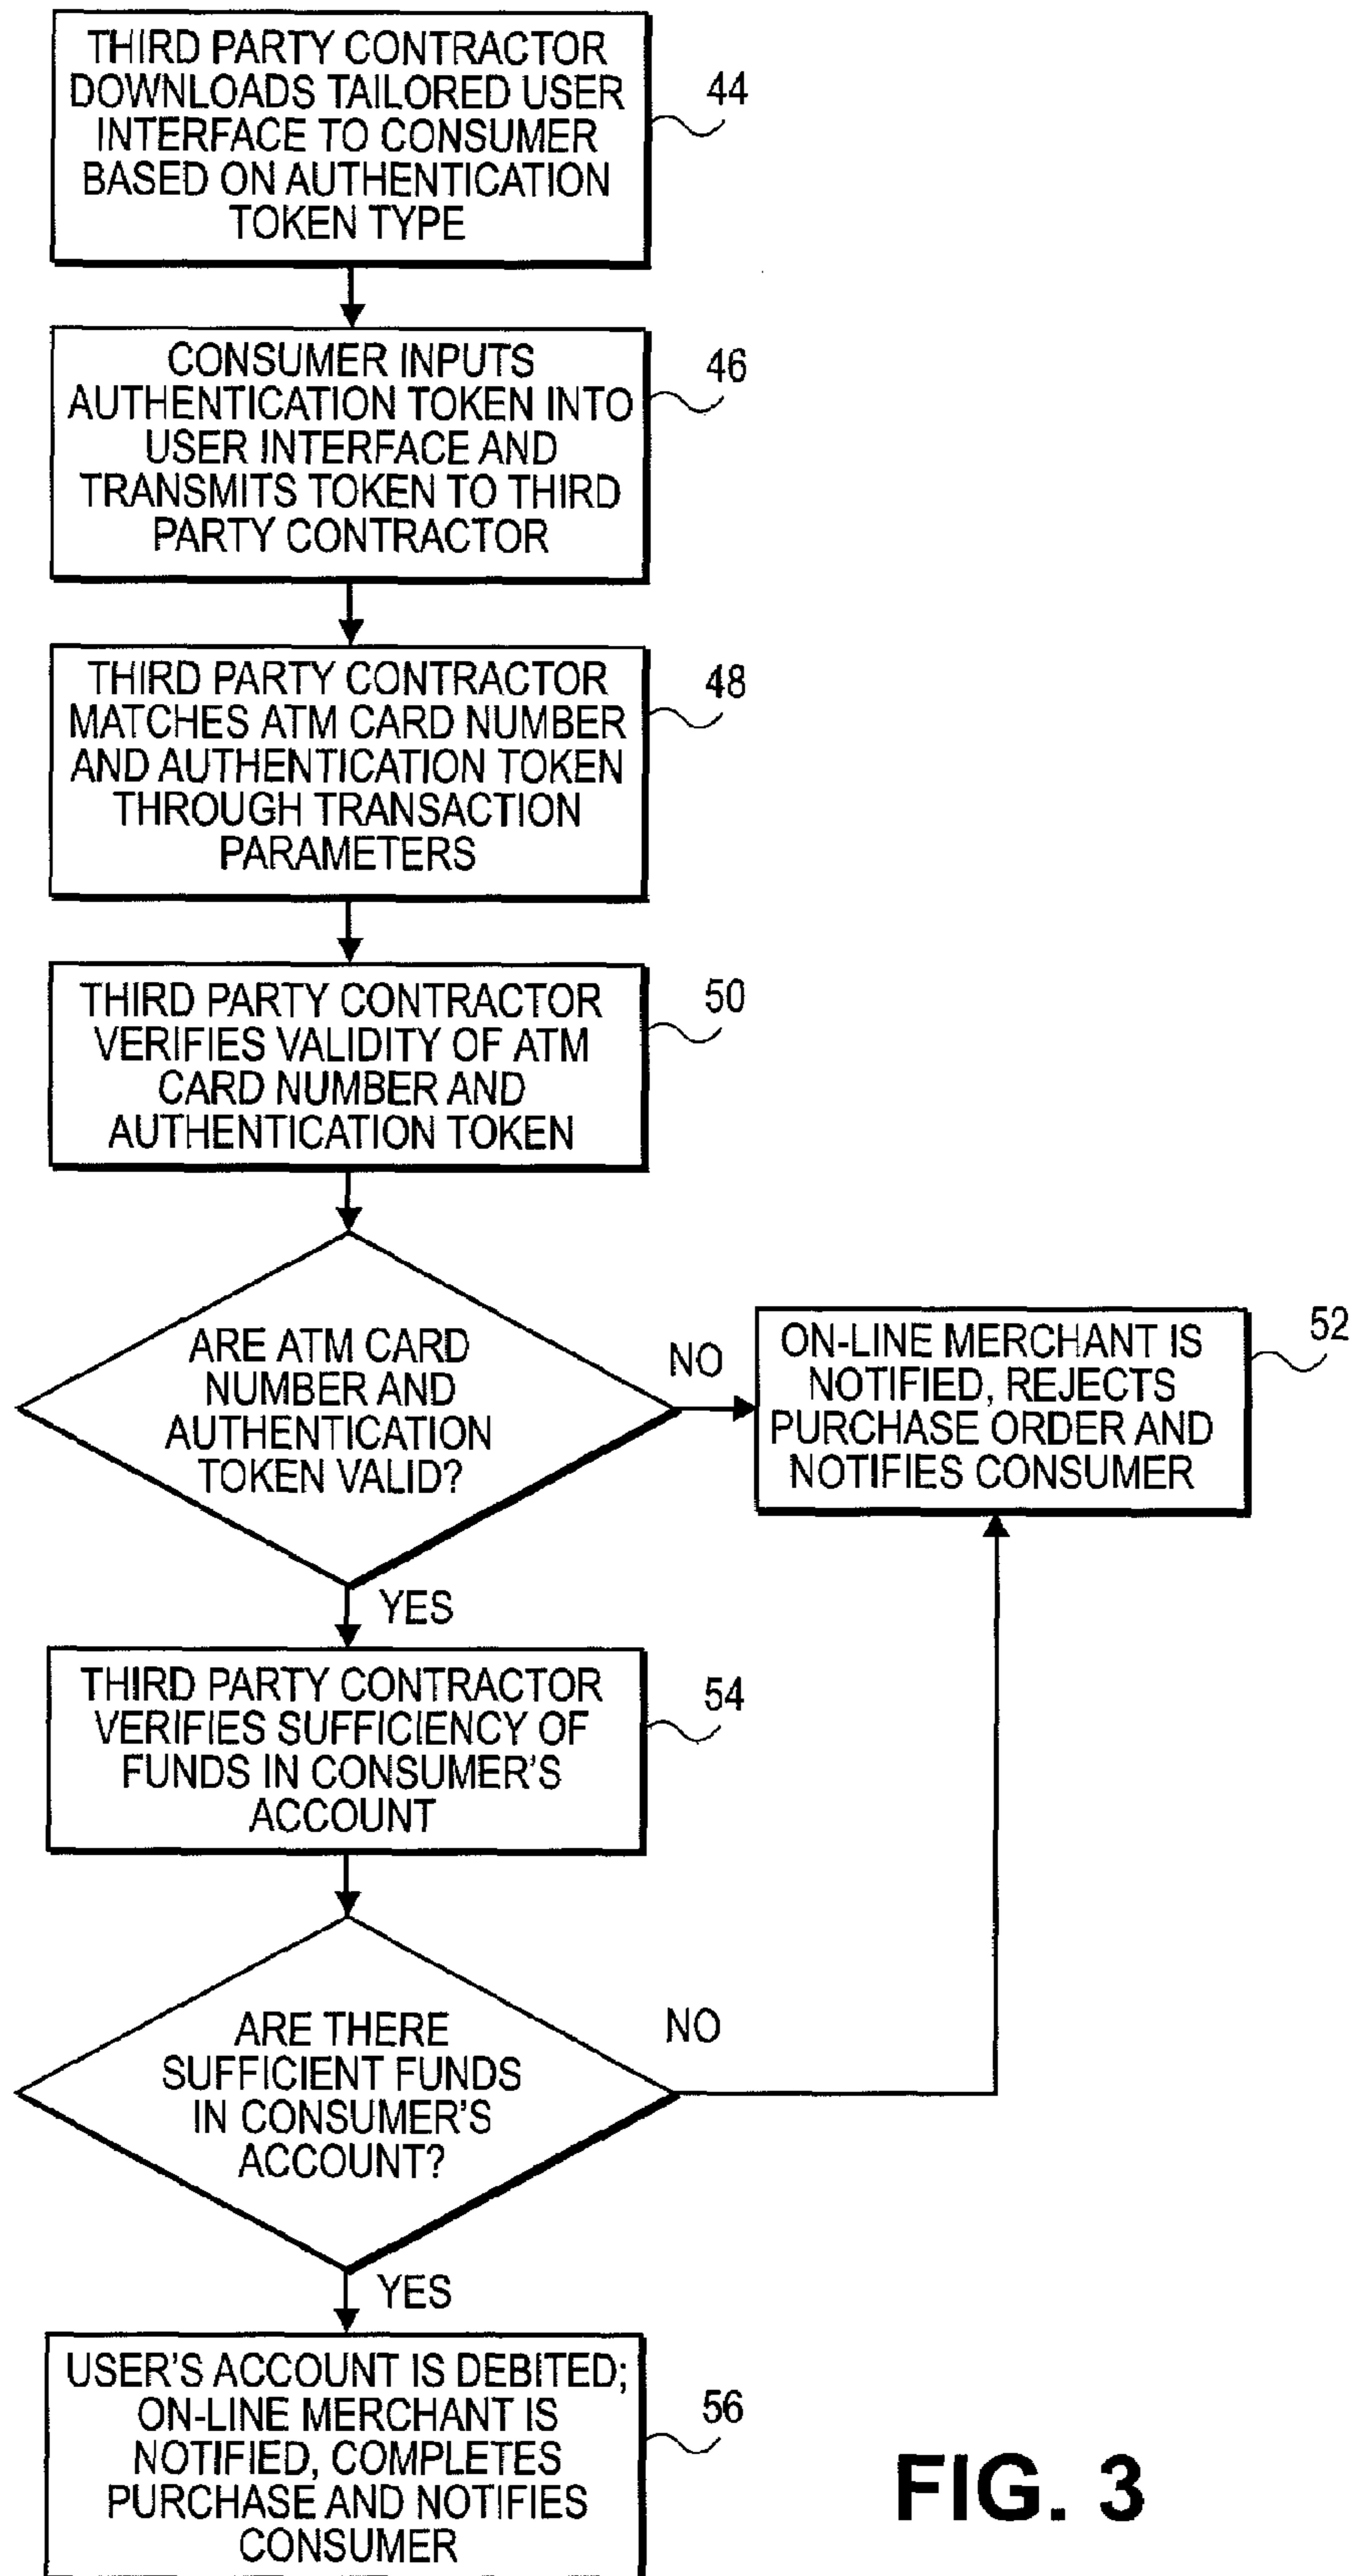 THIRD PARTY CONTRACTOR
DOWNLOADS TAILORED USER
INTERFACE TO CONSUMER
BASED ON AUTHENTICATION
TOKEN TYPE
44
CONSUMER INPUTS
AUTHENTICATION TOKEN INTO
USER INTERFACE AND
TRANSMITS TOKEN TO THIRD
PARTY CONTRACTOR
46
THIRD PARTY CONTRACTOR
MATCHES ATM CARD NUMBER
AND AUTHENTICATION TOKEN
THROUGH TRANSACTION
PARAMETERS
48
THIRD PARTY CONTRACTOR
VERIFIES VALIDITY OF ATM
CARD NUMBER AND
AUTHENTICATION TOKEN
50
ARE ATM CARD
NUMBER AND
AUTHENTICATION
TOKEN VALID?
NO
ON-LINE MERCHANT IS
NOTIFIED, REJECTS
PURCHASE ORDER AND
NOTIFIES CONSUMER
52
YES
THIRD PARTY CONTRACTOR
VERIFIES SUFFICIENCY OF
FUNDS IN CONSUMER'S
ACCOUNT
54
ARE THERE
SUFFICIENT FUNDS
IN CONSUMER'S
ACCOUNT?
NO
YES
USER'S ACCOUNT IS DEBITED;
ON-LINE MERCHANT IS
NOTIFIED, COMPLETES
PURCHASE AND NOTIFIES
CONSUMER
56
FIG. 3